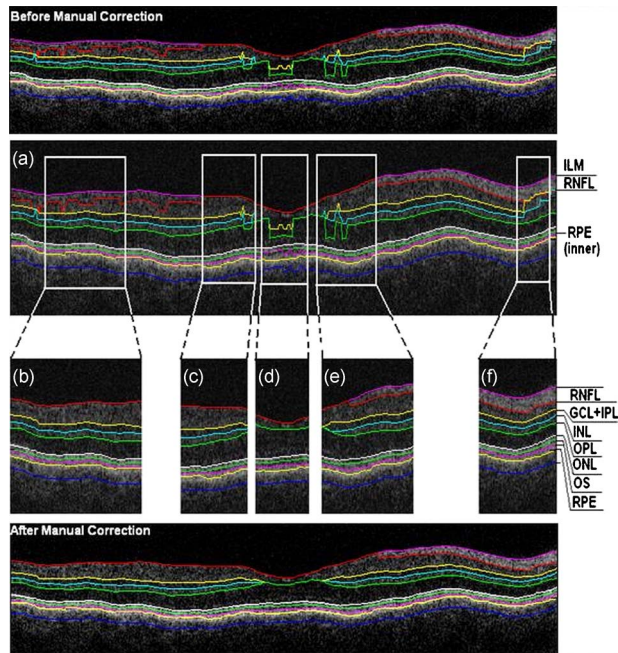 Before Manual Correction
(a)
ILM
RNFL
RPE
(inner)
(b)
(c)
(d)
(e)
(f)
RNFL
GCL+IPL
INL
OPL
ONL
OS
RPE
After Manual Correction